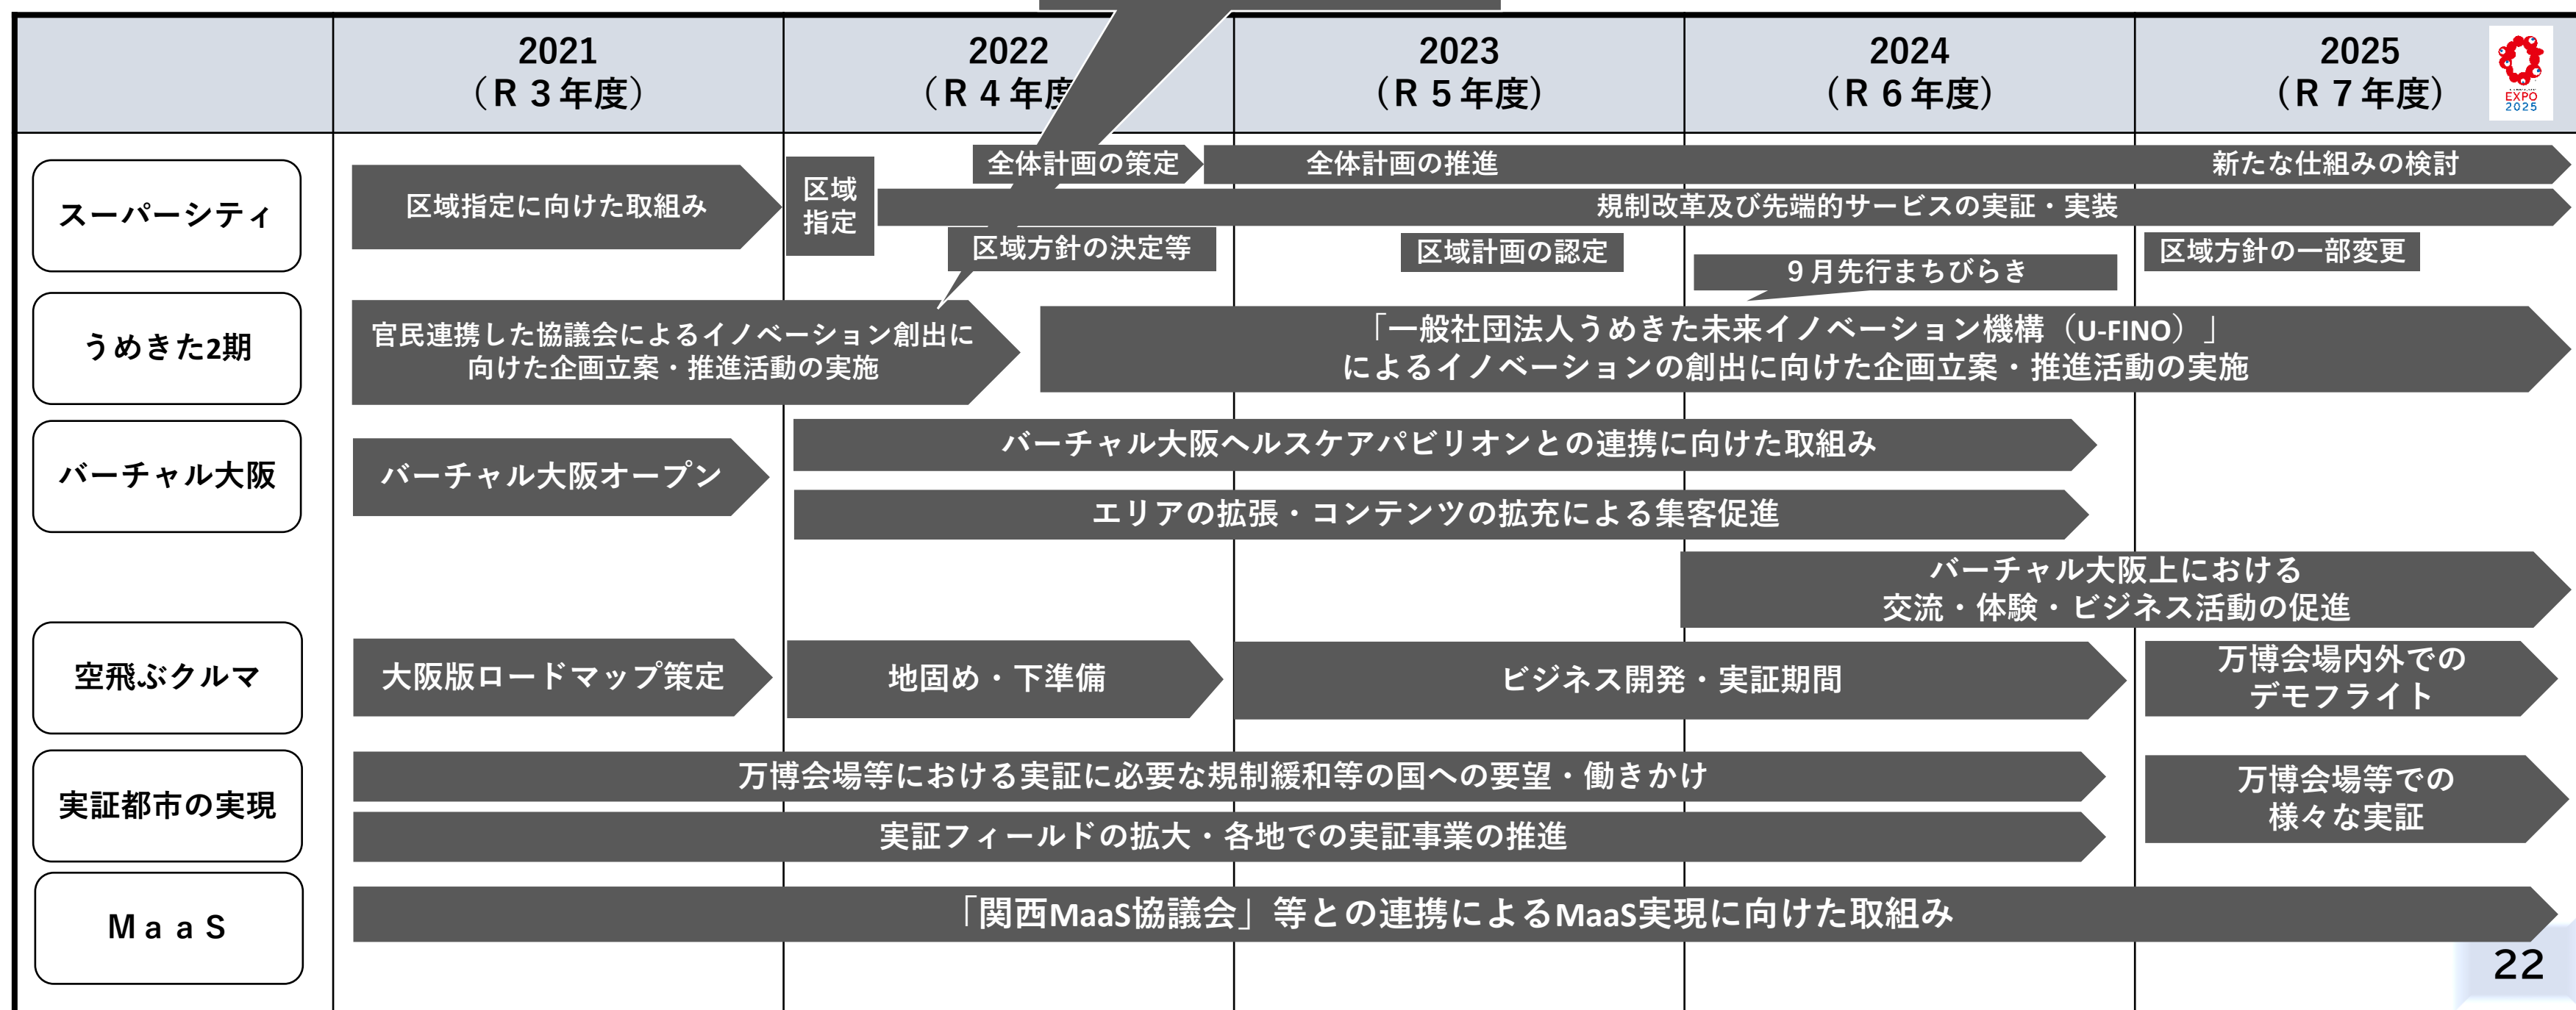 2021
（R３年度）
2022
（R４年度
2023
（R５年度）
2024
（R６年度）
2025
（R７年度）
EXPO
2025
スーパーシティ
区域指定に向けた取組み
区域
指定
全体計画の策定
全体計画の推進
新たな仕組みの検討
規制改革及び先端的サービスの実証・実装
区域方針の決定等
区域計画の認定
９月先行まちびらき
区域方針の一部変更
うめきた2期
官民連携した協議会によるイノベーション創出に
向けた企画立案・推進活動の実施
「一般社団法人うめきた未来イノベーション機構（U-FINO）」
によるイノベーションの創出に向けた企画立案・推進活動の実施
バーチャル大阪
バーチャル大阪オープン
バーチャル大阪ヘルスケアパビリオンとの連携に向けた取組み
エリアの拡張・コンテンツの拡充による集客促進
バーチャル大阪上における
交流・体験・ビジネス活動の促進
空飛ぶクルマ
大阪版ロードマップ策定
地固め・下準備
ビジネス開発・実証期間
万博会場内外での
デモフライト
実証都市の実現
万博会場等における実証に必要な規制緩和等の国への要望・働きかけ
実証フィールドの拡大・各地での実証事業の推進
万博会場等での
様々な実証
ＭａａＳ
「関西MaaS協議会」等との連携によるMaaS実現に向けた取組み
22